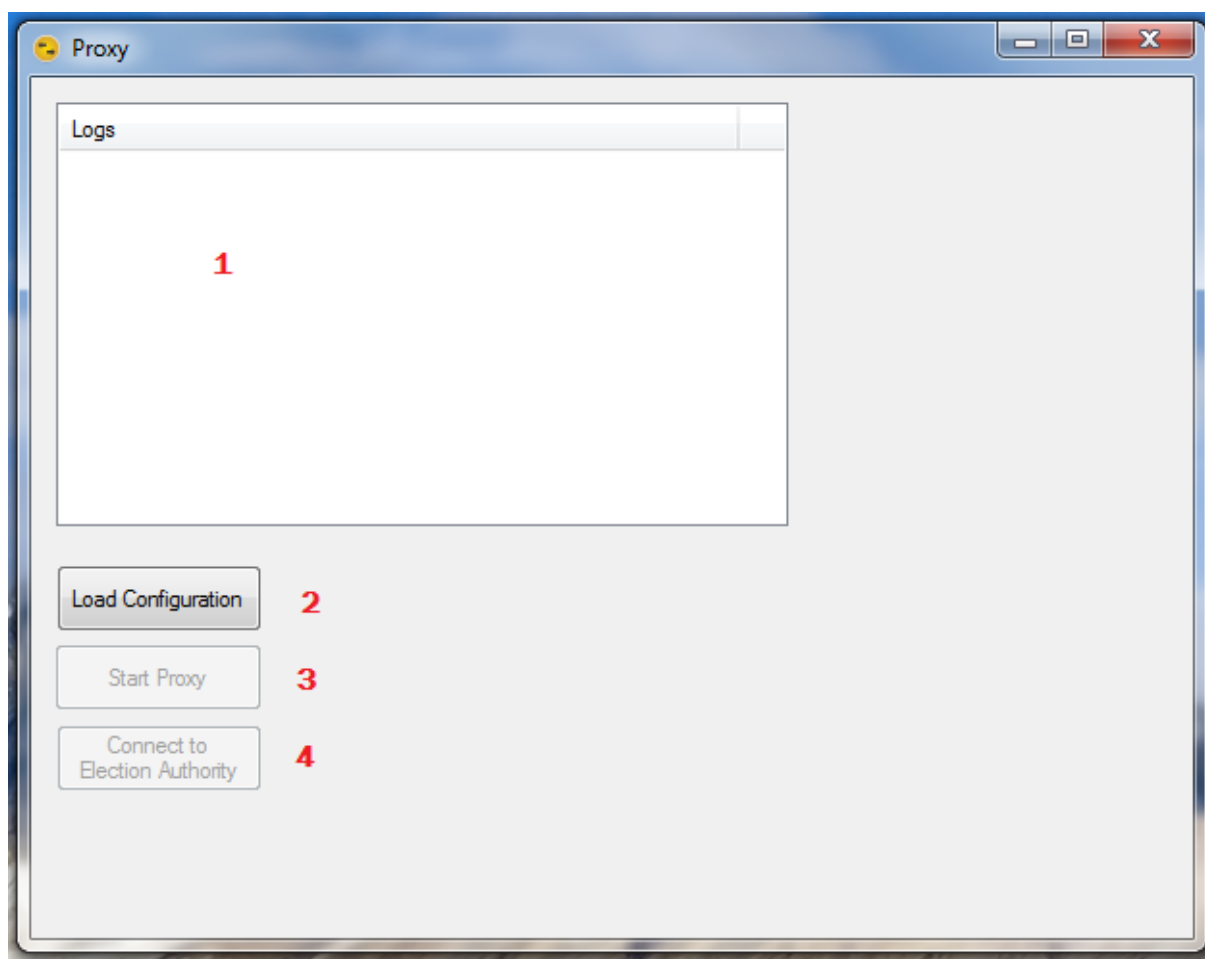 Proxy
Logs
1
Load Configuration
2
Start Proxy
3
Connect to
Election Authority
4